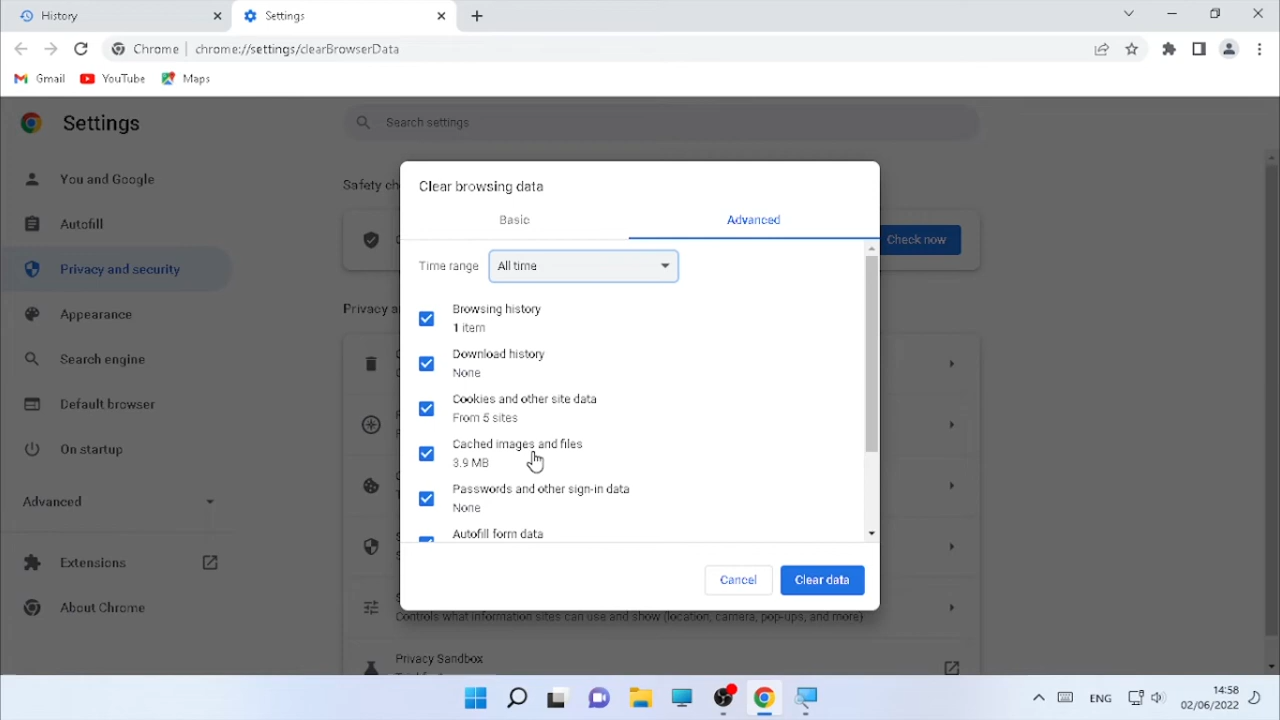 History
Settings
Chrome
chrome://settings/clearBrowserData
Gmail
YouTube
Maps
Settings
Search settings
You and Google
Autofill
Privacy and security
Appearance
Search engine
Default browser
On startup
Advanced
Extensions
About Chrome
Safety ch
Check now
Privacy a
Clear browsing data
Basic
Advanced
Time range
All time
Browsing history
1 item
Download history
None
Cookies and other site data
From 5 sites
Cached images and files
3.9 MB
Passwords and other sign-in data
None
Autofill form data
Cancel
Clear data
Controls what information sites can use and show (location, camera, pop-ups, and more)
Privacy Sandbox
ENG
14:58
02/06/2022